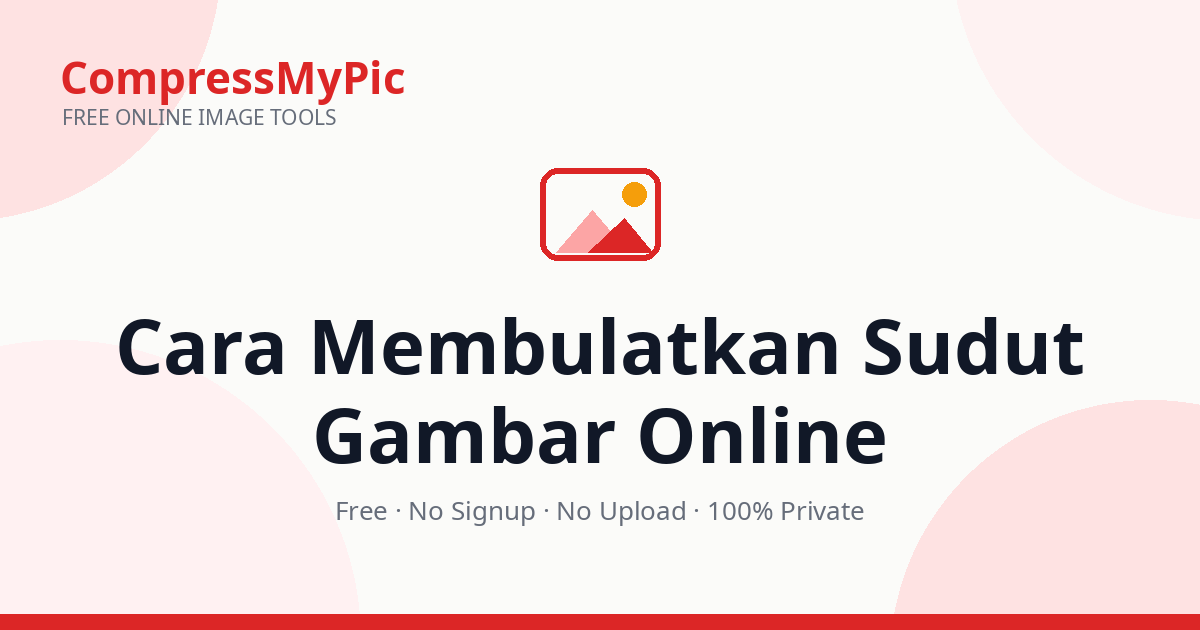 CompressMyPic
FREE ONLINE IMAGE TOOLS
Cara Membulatkan Sudut
Gambar Online
Free · No Signup · No Upload · 100% Private